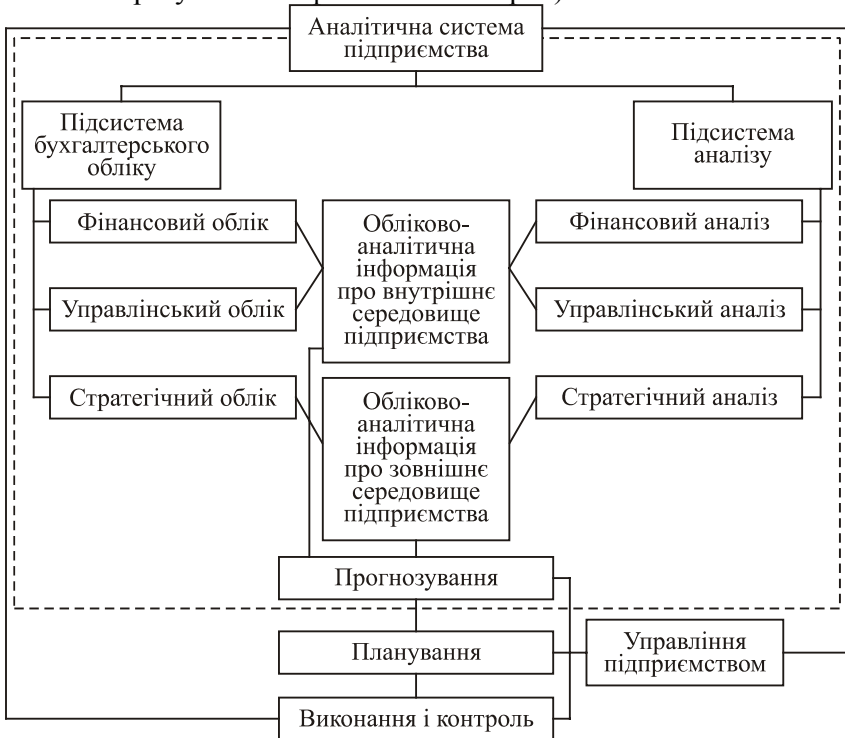 Аналітична система
підприємства
Підсистема
бухгалтерського
обліку
Підсистема
аналізу
Фінансовий облік
Управлінський облік
Стратегічний облік
Обліково-
аналітична
інформація
про внутрішнє
середовище
підприємства
Фінансовий аналіз
Управлінський аналіз
Стратегічний аналіз
Обліково-
аналітична
інформація
про зовнішнє
середовище
підприємства
Прогнозування
Планування
Управління
підприємством
Виконання і контроль